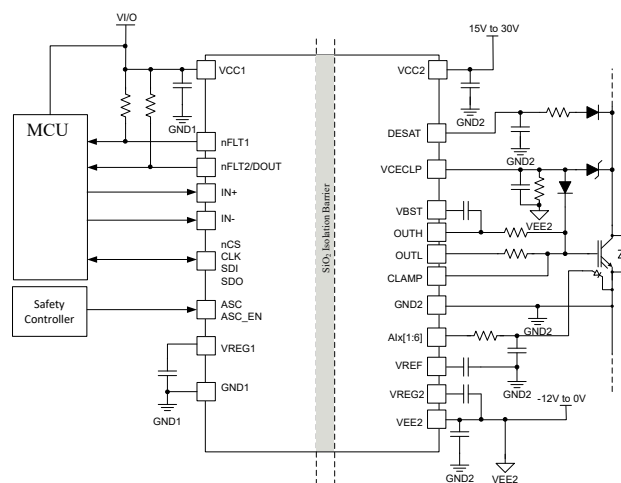 VI/O
15V to 30V
VCC1
VCC2
GND1
GND2
MCU
DESAT
nFLT1
GND2
nFLT2/DOUT
VCECLP
IN+
VBST
VEE2
IN-
OUTH
OUTL
nCS
CLK
SDI
SDO
CLAMP
SiO2 Isolation Barrier
Safety
Controller
ASC
ASC_EN
GND2
GND2
AIx[1:6]
VREG1
VREF
GND2
-12V to 0V
GND1
VREG2
GND1
VEE2
GND2
VEE2